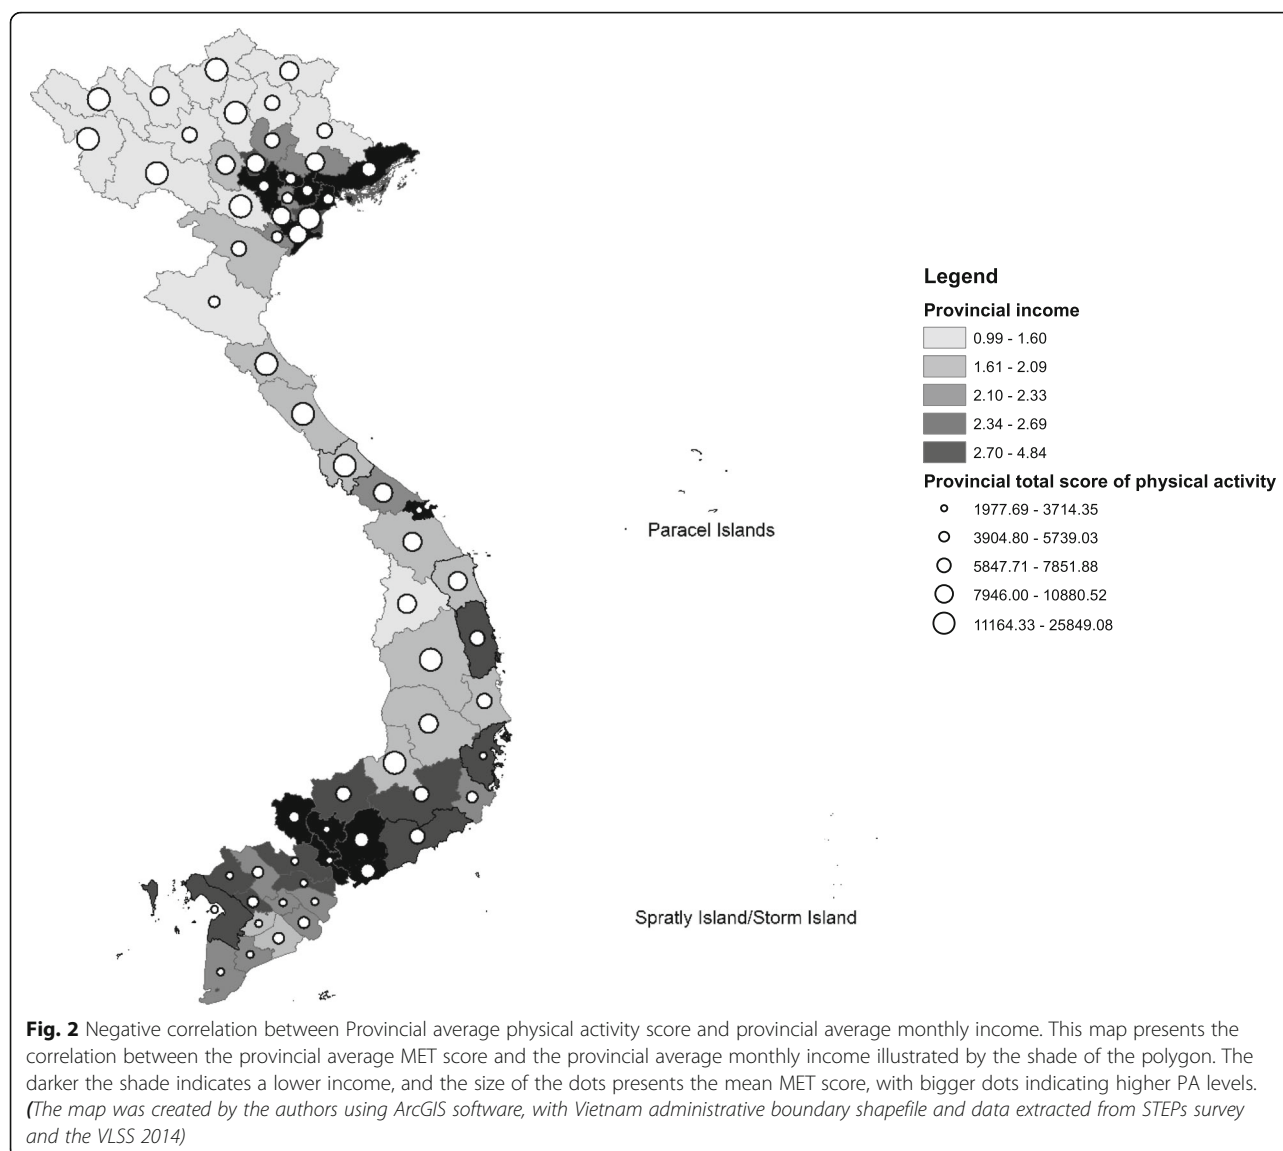 Legend
Provincial income
0.99 - 1.60
1.61 - 2.09
2.10 - 2.33
2.34 - 2.69
2.70 - 4.84
Provincial total score of physical activity
1977.69 - 3714.35
3904.80 - 5739.03
5847.71 - 7851.88
7946.00 - 10880.52
11164.33 - 25849.08
Paracel Islands
Spratly Island/Storm Island
Fig. 2 Negative correlation between Provincial average physical activity score and provincial average monthly income. This map presents the
correlation between the provincial average MET score and the provincial average monthly income illustrated by the shade of the polygon. The
darker the shade indicates a lower income, and the size of the dots presents the mean MET score, with bigger dots indicating higher PA levels.
(The map was created by the authors using ArcGIS software, with Vietnam administrative boundary shapefile and data extracted from STEPs survey
and the VLSS 2014)